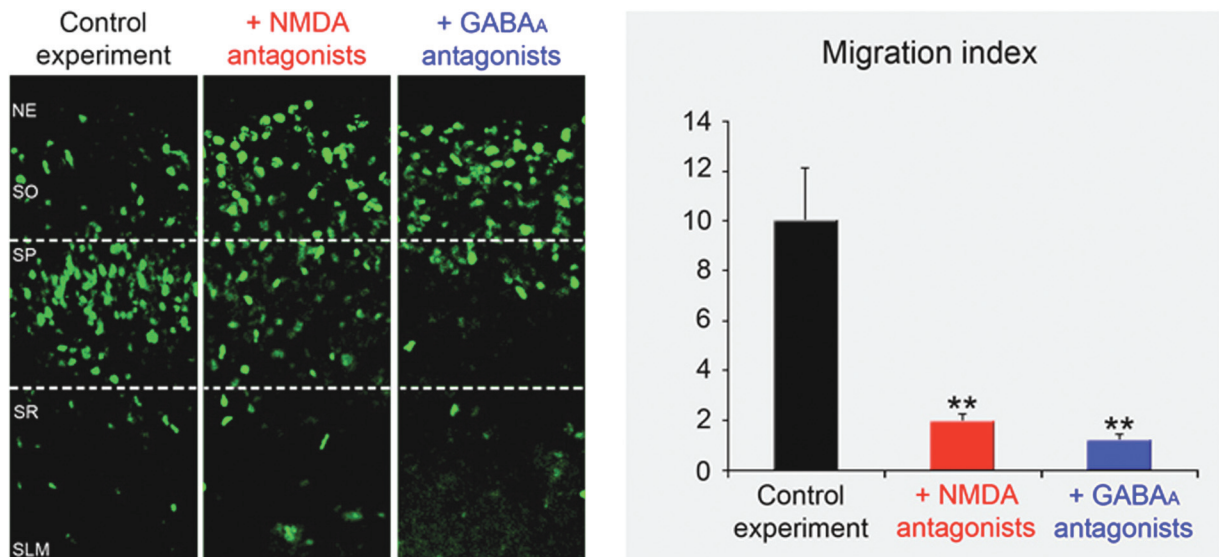 Control
experiment
+ NMDA
antagonists
+ GABAA
antagonists
NE
SO
SP
SR
SLM
Migration index
14
12
10
8
6
4
2
0
**
**
Control
experiment
+ NMDA
antagonists
+ GABAA
antagonists